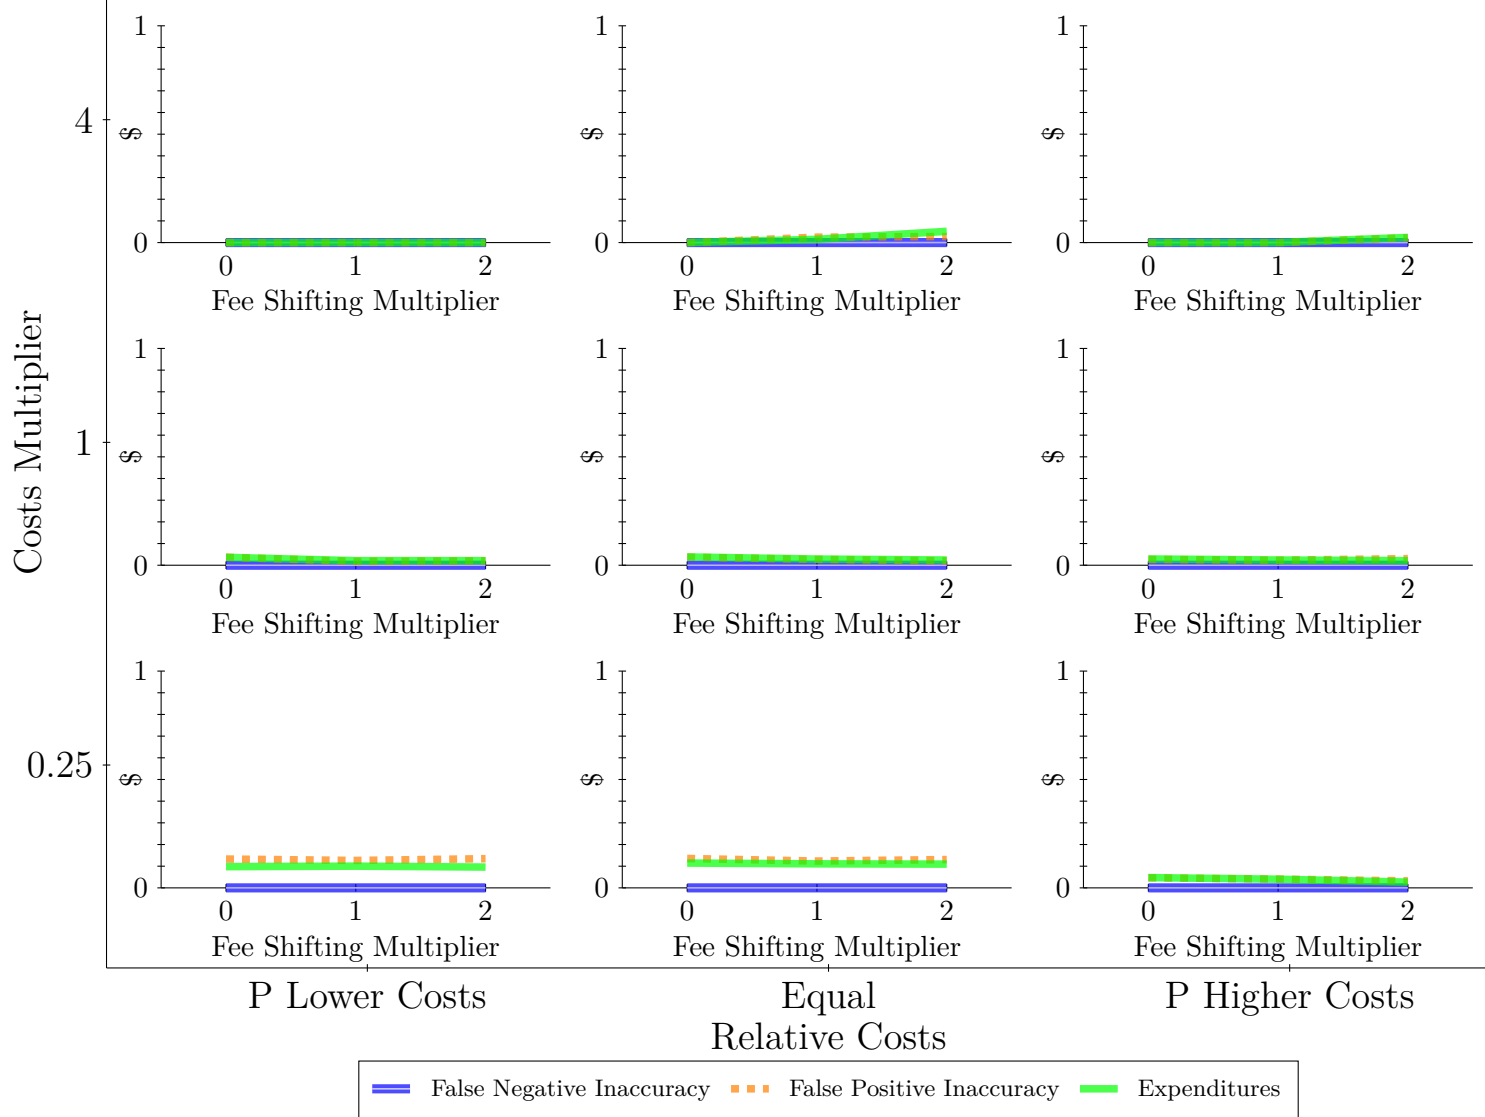 1
$
0
0 1 2
Fee Shifting Multiplier
1
$
0
0 1 2
Fee Shifting Multiplier
1
$
0
0 1 2
Fee Shifting Multiplier
4
1
$
0
0 1 2
Fee Shifting Multiplier
1
$
0
0 1 2
Fee Shifting Multiplier
1
$
0
0 1 2
Fee Shifting Multiplier
1
Costs Multiplier
1
$
0
0 1 2
Fee Shifting Multiplier
1
$
0
0 1 2
Fee Shifting Multiplier
1
$
0
0 1 2
Fee Shifting Multiplier
0.25
P Lower Costs
Equal
P Higher Costs
Relative Costs
False Negative Inaccuracy
False Positive Inaccuracy
Expenditures